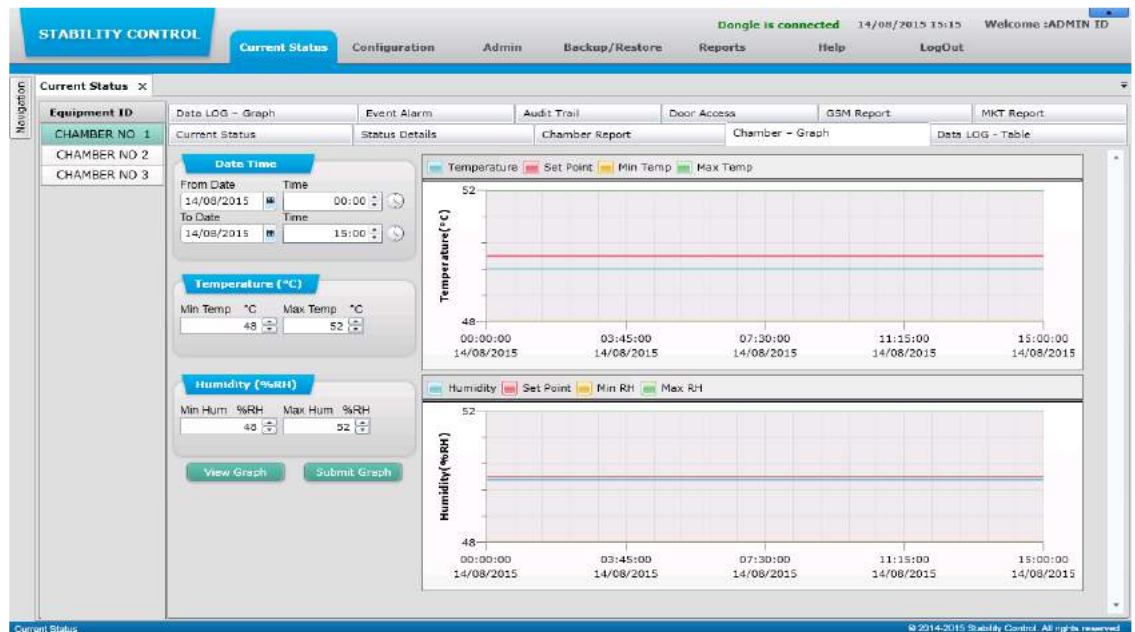 Dongle is connected 14/08/2015 15:15 Welcome :ADMIN ID
STABILITY CONTROL
Current Status Configuration Admin Backup/Restore Reports Help LogOut
Navigation
Current Status X
Equipment ID
CHAMBER NO 1
CHAMBER NO 2
CHAMBER NO 3
Data LOG - Graph Event Alarm Audit Trail Door Access GSM Report MKT Report
Current Status Status Details Chamber Report Chamber - Graph Data LOG - Table
Date Time
From Date Time
14/08/2015 00:00
To Date Time
14/08/2015 15:00
Temperature (°C)
Min Temp °C Max Temp °C
48 52
Humidity (%RH)
Min Hum %RH Max Hum %RH
48 52
View Graph Submit Graph
Temperature Set Point Min Temp Max Temp
52
Temperature(°C)
48
00:00:00 03:45:00 07:30:00 11:15:00 15:00:00
14/08/2015 14/08/2015 14/08/2015 14/08/2015 14/08/2015
Humidity Set Point Min RH Max RH
52
Humidity(%RH)
48
00:00:00 03:45:00 07:30:00 11:15:00 15:00:00
14/08/2015 14/08/2015 14/08/2015 14/08/2015 14/08/2015
Current Status © 2014-2015 Stability Control. All rights reserved